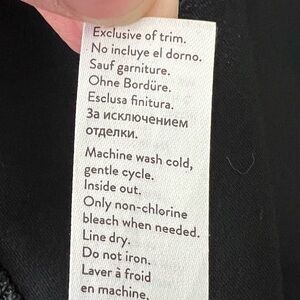 Exclusive of trim.
No incluye el dorno.
Sauf garniture.
Ohne Bordüre.
Esclusa finitura.
За исключением
отделки.
Machine wash cold,
gentle cycle.
Inside out.
Only non-chlorine
bleach when needed.
Line dry.
Do not iron.
Laver à froid
en machine,